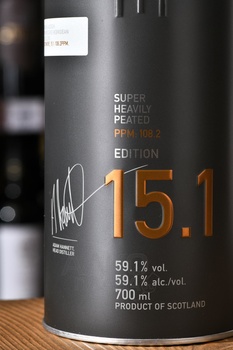 SUPER
HEAVILY
PEATED
PPM: 108.2
EDITION
15.1
ADAM HANNETT
HEAD DISTILLER
59.1% vol.
59.1% alc./vol.
700 ml
PRODUCT OF SCOTLAND